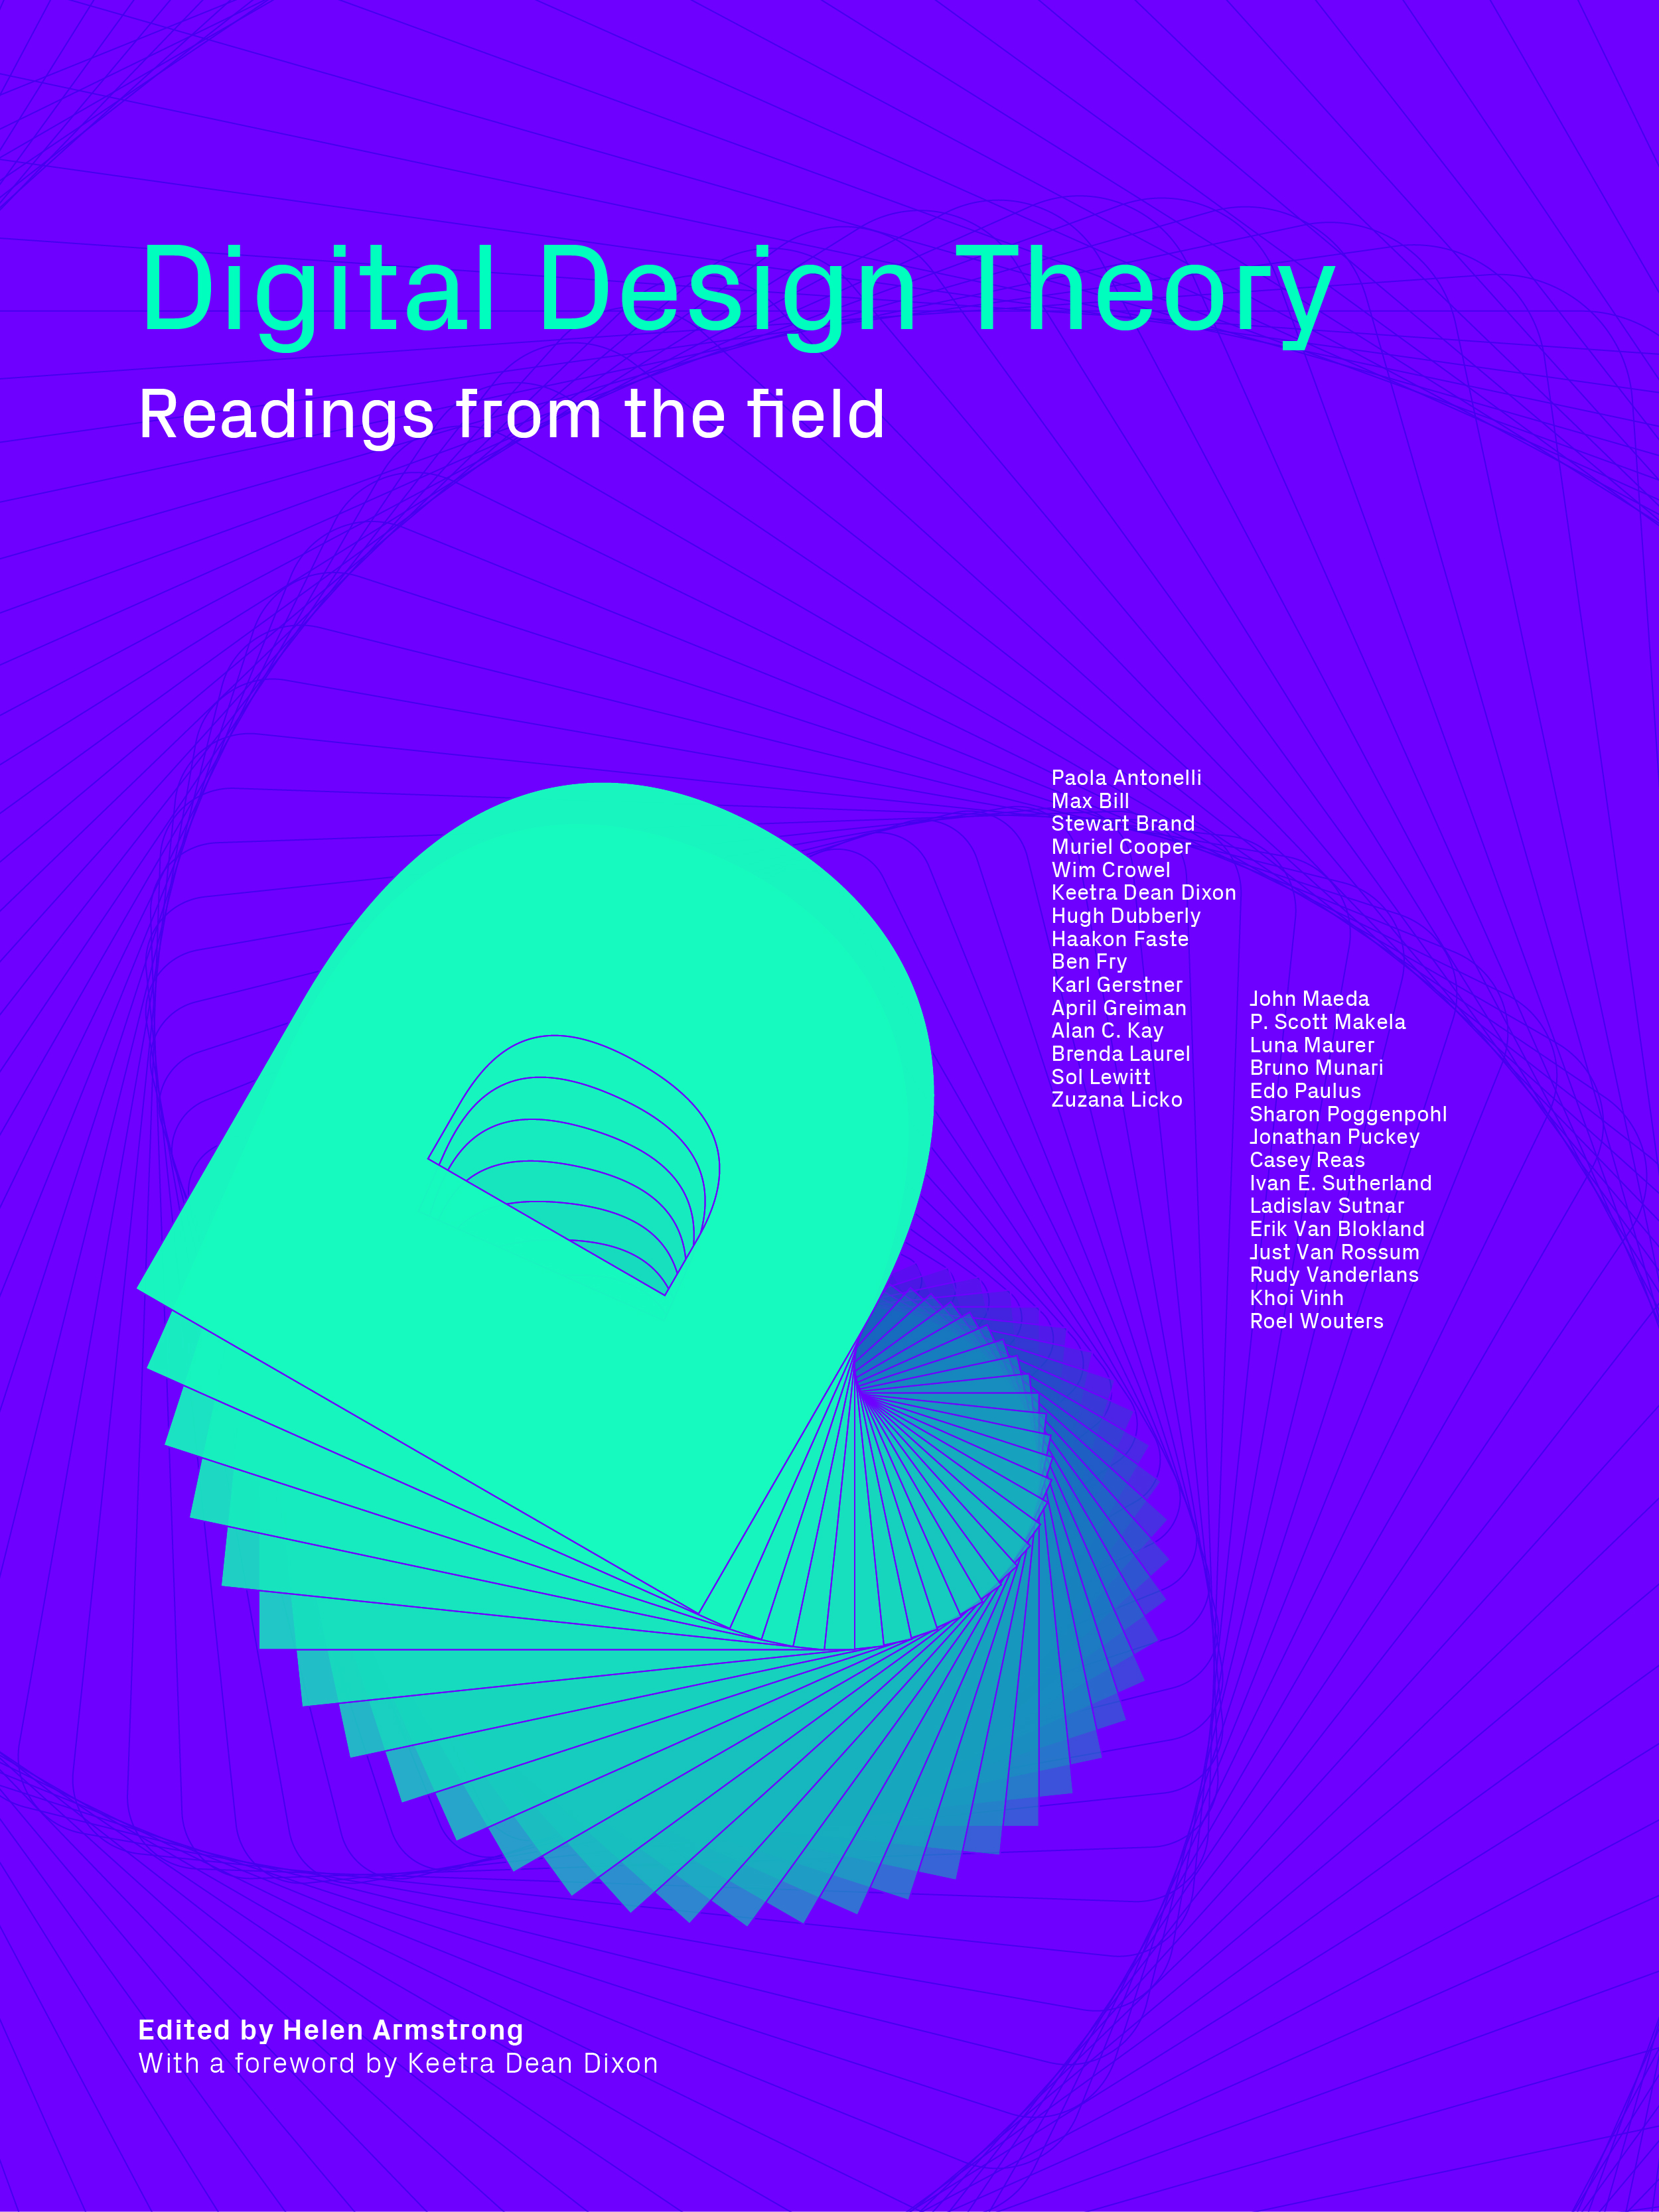 Digital Design Theory
Readings from the field
Paola Antonelli
Max Bill
Stewart Brand
Muriel Cooper
Wim Crowel
Keetra Dean Dixon
Hugh Dubberly
Haakon Faste
Ben Fry
Karl Gerstner
April Greiman
Alan C. Kay
Brenda Laurel
Sol Lewitt
Zuzana Licko
John Maeda
P. Scott Makela
Luna Maurer
Bruno Munari
Edo Paulus
Sharon Poggenpohl
Jonathan Puckey
Casey Reas
Ivan E. Sutherland
Ladislav Sutnar
Erik Van Blokland
Just Van Rossum
Rudy Vanderlans
Khoi Vinh
Roel Wouters
Edited by Helen Armstrong
With a foreword by Keetra Dean Dixon